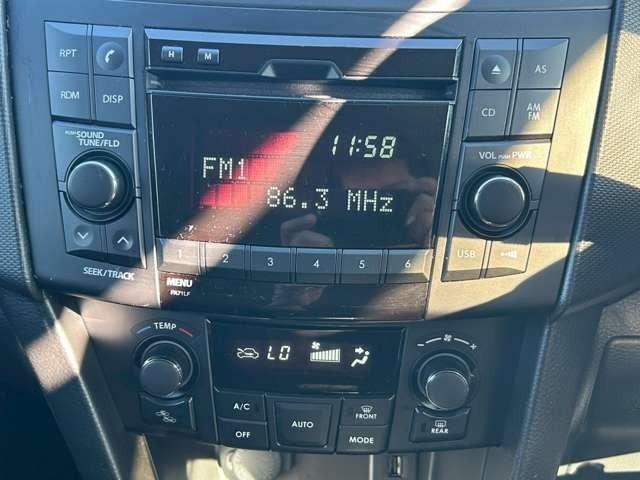 RPT
RDM
DISP
H M
AS
CD
AM
FM
PUSH SOUND
TUNE/FLD
SEEK/TRACK
11:58
FM1
86.3 MHz
VOL PUSH PWR
USB
1 2 3 4 5 6
MENU
TEMP
LO
A/C
OFF
AUTO
FRONT
MODE
REAR